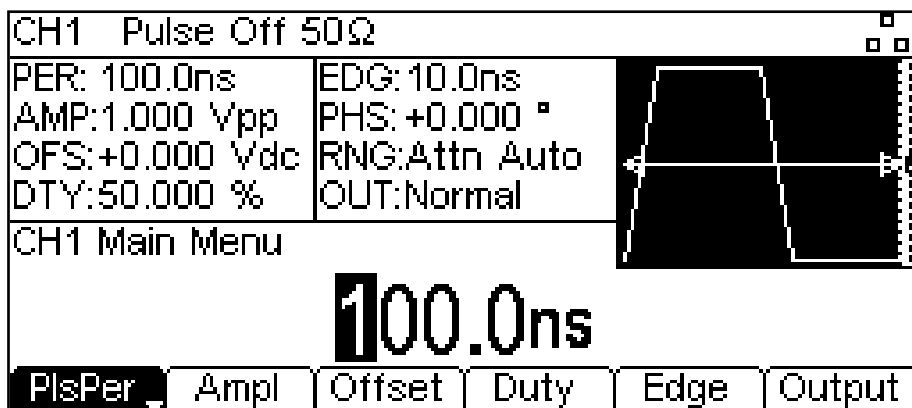 CH1 Pulse Off 50Ω
PER: 100.0ns
AMP:1.000 Vpp
OFS:+0.000 Vdc
DTY:50.000 %
EDG:10.0ns
PHS:+0.000 °
RNG:Attn Auto
OUT:Normal
CH1 Main Menu
100.0ns
PlsPer Ampl Offset Duty Edge Output